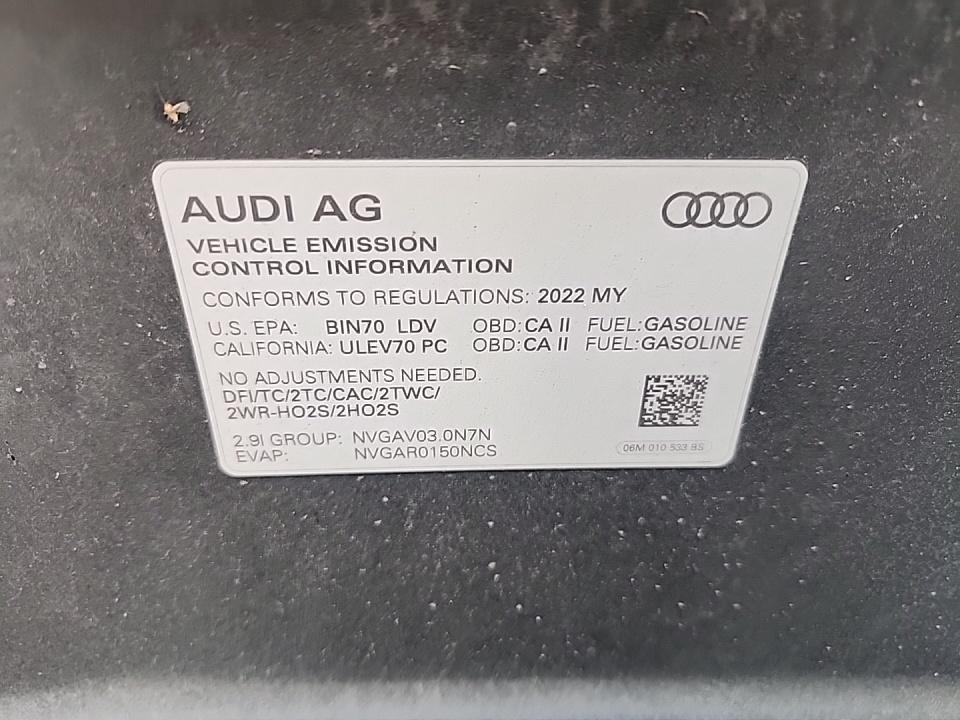 AUDI AG
VEHICLE EMISSION
CONTROL INFORMATION
CONFORMS TO REGULATIONS: 2022 MY
U.S. EPA: BIN70 LDV OBD:CA II FUEL:GASOLINE
CALIFORNIA: ULEV70 PC OBD:CA II FUEL:GASOLINE
NO ADJUSTMENTS NEEDED.
DFI/TC/2TC/CAC/2TWC/
2WR-HO2S/2HO2S
2.9l GROUP: NVGAV03.0N7N
EVAP: NVGAR0150NCS
06M 010 533 BS